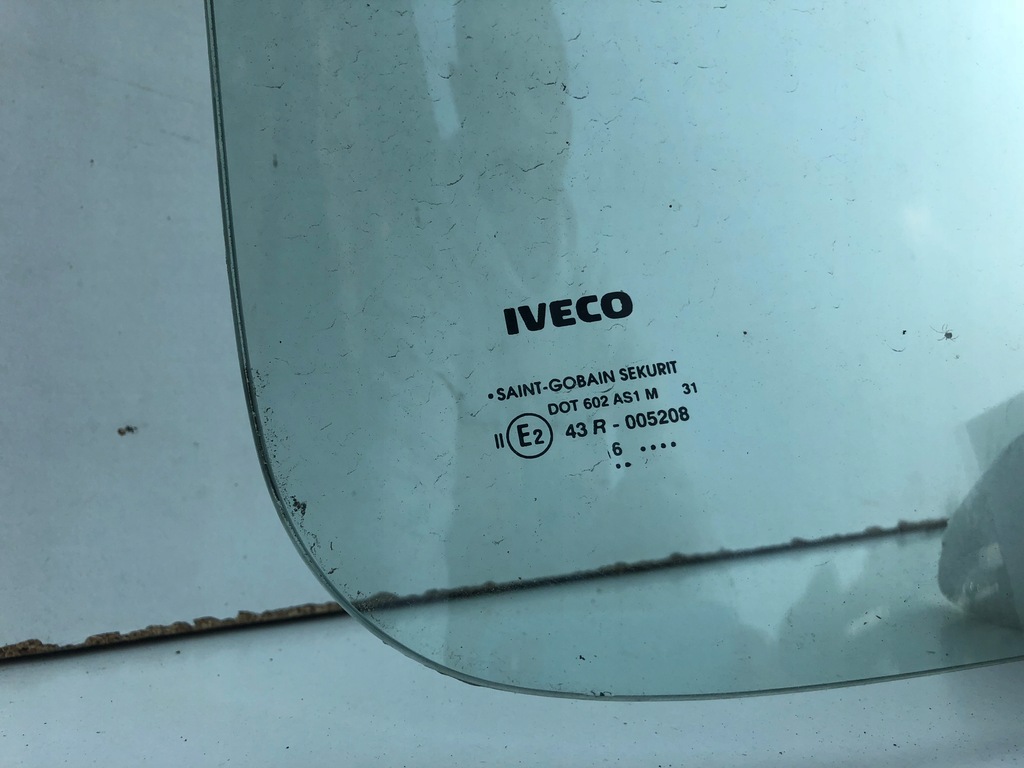 IVECO
• SAINT-GOBAIN SEKURIT
DOT 602 AS1 M 31
II E2 43 R - 005208
6 ••••
••